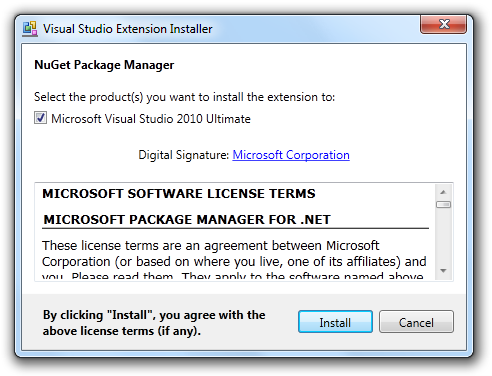 Visual Studio Extension Installer
NuGet Package Manager
Select the product(s) you want to install the extension to:
Microsoft Visual Studio 2010 Ultimate
Digital Signature: Microsoft Corporation
MICROSOFT SOFTWARE LICENSE TERMS
MICROSOFT PACKAGE MANAGER FOR .NET
These license terms are an agreement between Microsoft
Corporation (or based on where you live, one of its affiliates) and
you. Please read them. They apply to the software named above
By clicking "Install", you agree with the
above license terms (if any).
Install
Cancel